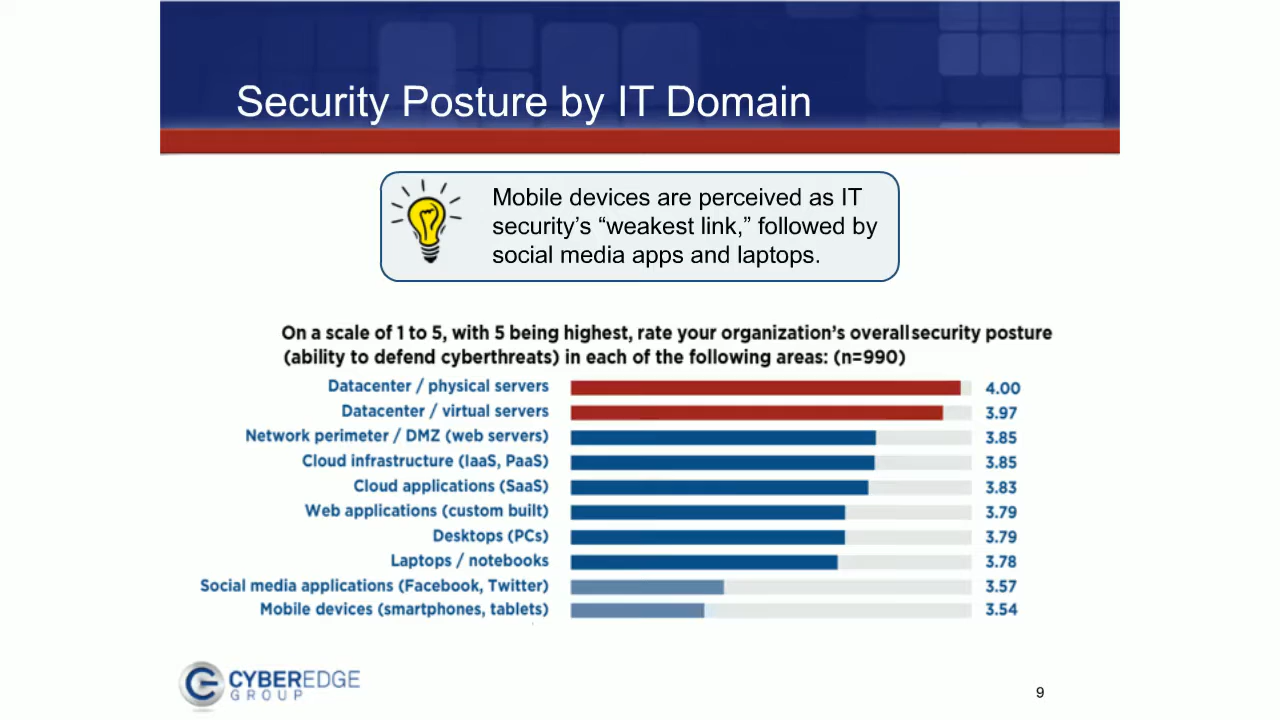 Security Posture by IT Domain
Mobile devices are perceived as IT
security's “weakest link,” followed by
social media apps and laptops.
On a scale of 1 to 5, with 5 being highest, rate your organization's overall security posture
(ability to defend cyberthreats) in each of the following areas: (n=990)
Datacenter / physical servers 4.00
Datacenter / virtual servers 3.97
Network perimeter / DMZ (web servers) 3.85
Cloud infrastructure (IaaS, PaaS) 3.85
Cloud applications (SaaS) 3.83
Web applications (custom built) 3.79
Desktops (PCs) 3.79
Laptops / notebooks 3.78
Social media applications (Facebook, Twitter) 3.57
Mobile devices (smartphones, tablets) 3.54
CYBEREDGE
GROUP
9